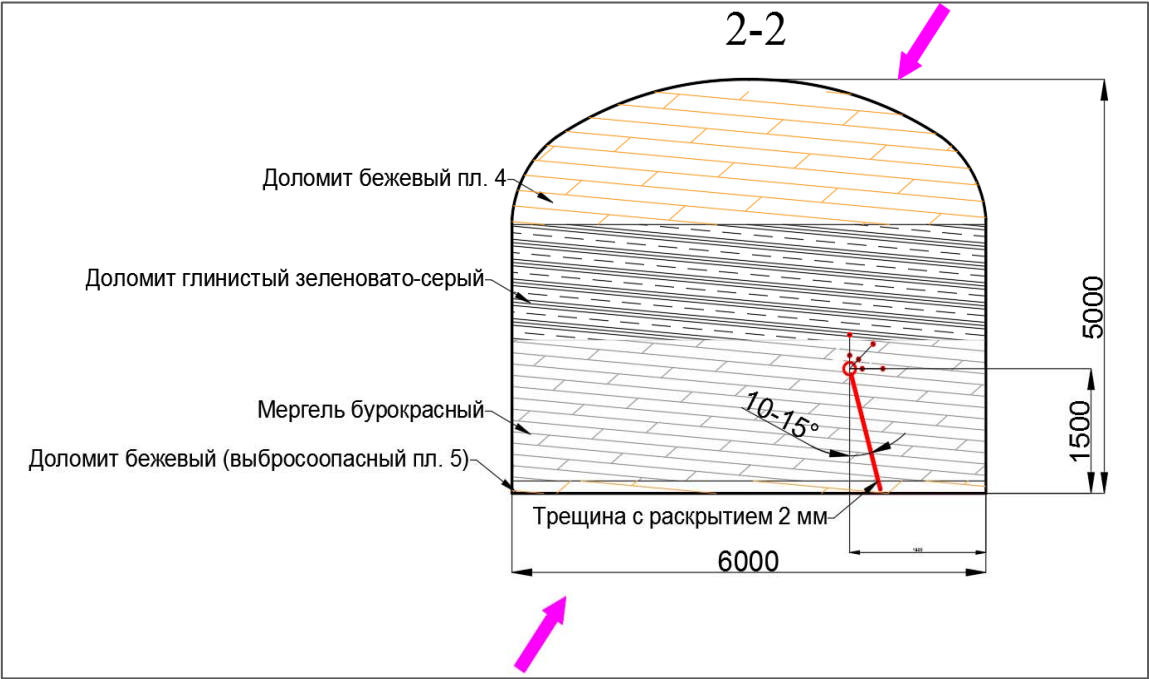 2-2
Доломит бежевый пл. 4
Доломит глинистый зеленовато-серый
5000
Мергель бурокрасный
10-15°
1500
Доломит бежевый (выбросоопасный пл. 5)
Трещина с раскрытием 2 мм
6000